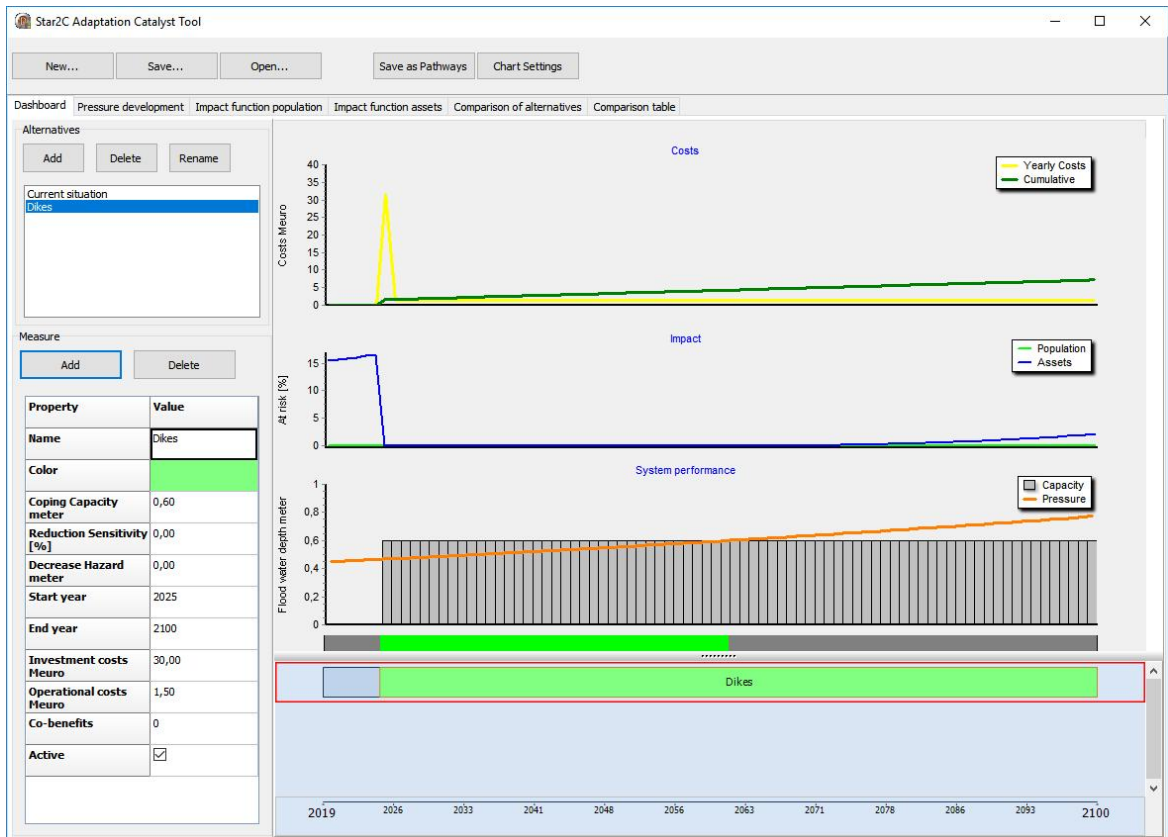 Star2C Adaptation Catalyst Tool
New... Save... Open... Save as Pathways Chart Settings
Dashboard Pressure development Impact function population Impact function assets Comparison of alternatives Comparison table
Alternatives
Add Delete Rename
Current situation
Dikes
Measure
Add Delete
Property Value
Name Dikes
Color
Coping Capacity
meter 0,60
Reduction Sensitivity
[%] 0,00
Decrease Hazard
meter 0,00
Start year 2025
End year 2100
Investment costs
Meuro 30,00
Operational costs
Meuro 1,50
Co-benefits 0
Active
Costs
Yearly Costs
Cumulative
Costs Meuro
40
35
30
25
20
15
10
5
0
Impact
Population
Assets
At risk [%]
15
10
5
0
System performance
Capacity
Pressure
Flood water depth meter
1
0,8
0,6
0,4
0,2
0
Dikes
2019 2026 2033 2041 2048 2056 2063 2071 2078 2086 2093 2100